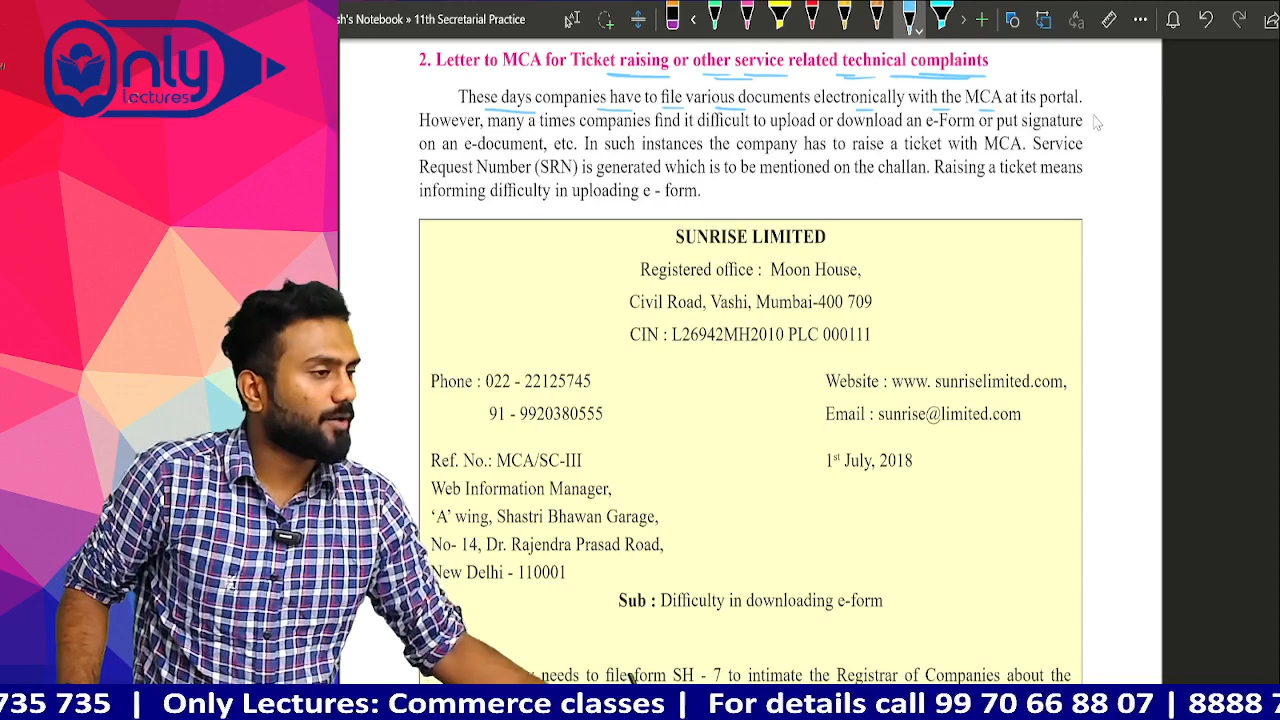 sh's Notebook » 11th Secretarial Practice
Only
lectures
2. Letter to MCA for Ticket raising or other service related technical complaints
These days companies have to file various documents electronically with the MCA at its portal.
However, many a times companies find it difficult to upload or download an e-Form or put signature
on an e-document, etc. In such instances the company has to raise a ticket with MCA. Service
Request Number (SRN) is generated which is to be mentioned on the challan. Raising a ticket means
informing difficulty in uploading e - form.
SUNRISE LIMITED
Registered office : Moon House,
Civil Road, Vashi, Mumbai-400 709
CIN : L26942MH2010 PLC 000111
Phone : 022 - 22125745
Website : www. sunriselimited.com,
91 - 9920380555
Email : sunrise@limited.com
Ref. No.: MCA/SC-III
1st July, 2018
Web Information Manager,
‘A’ wing, Shastri Bhawan Garage,
No- 14, Dr. Rajendra Prasad Road,
New Delhi - 110001
Sub : Difficulty in downloading e-form
needs to file form SH - 7 to intimate the Registrar of Companies about the
735 735 | Only Lectures: Commerce classes | For details call 99 70 66 88 07 | 8888 7